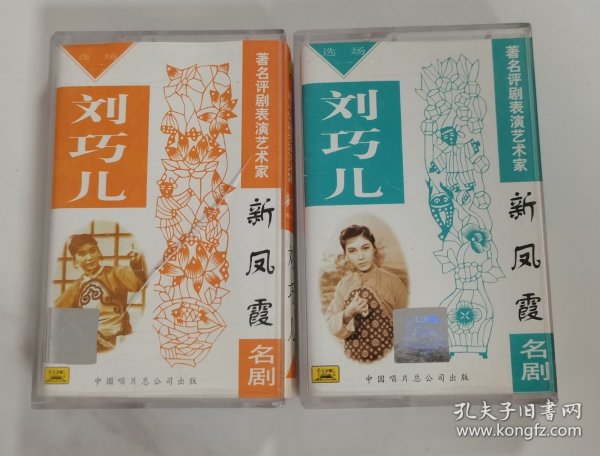 选场
刘巧儿
著名评剧表演艺术家
新凤霞
名剧
中国唱片总公司出版
选场
刘巧儿
著名评剧表演艺术家
新凤霞
名剧
中国唱片总公司出版
孔夫子旧书网
www.kongfz.com